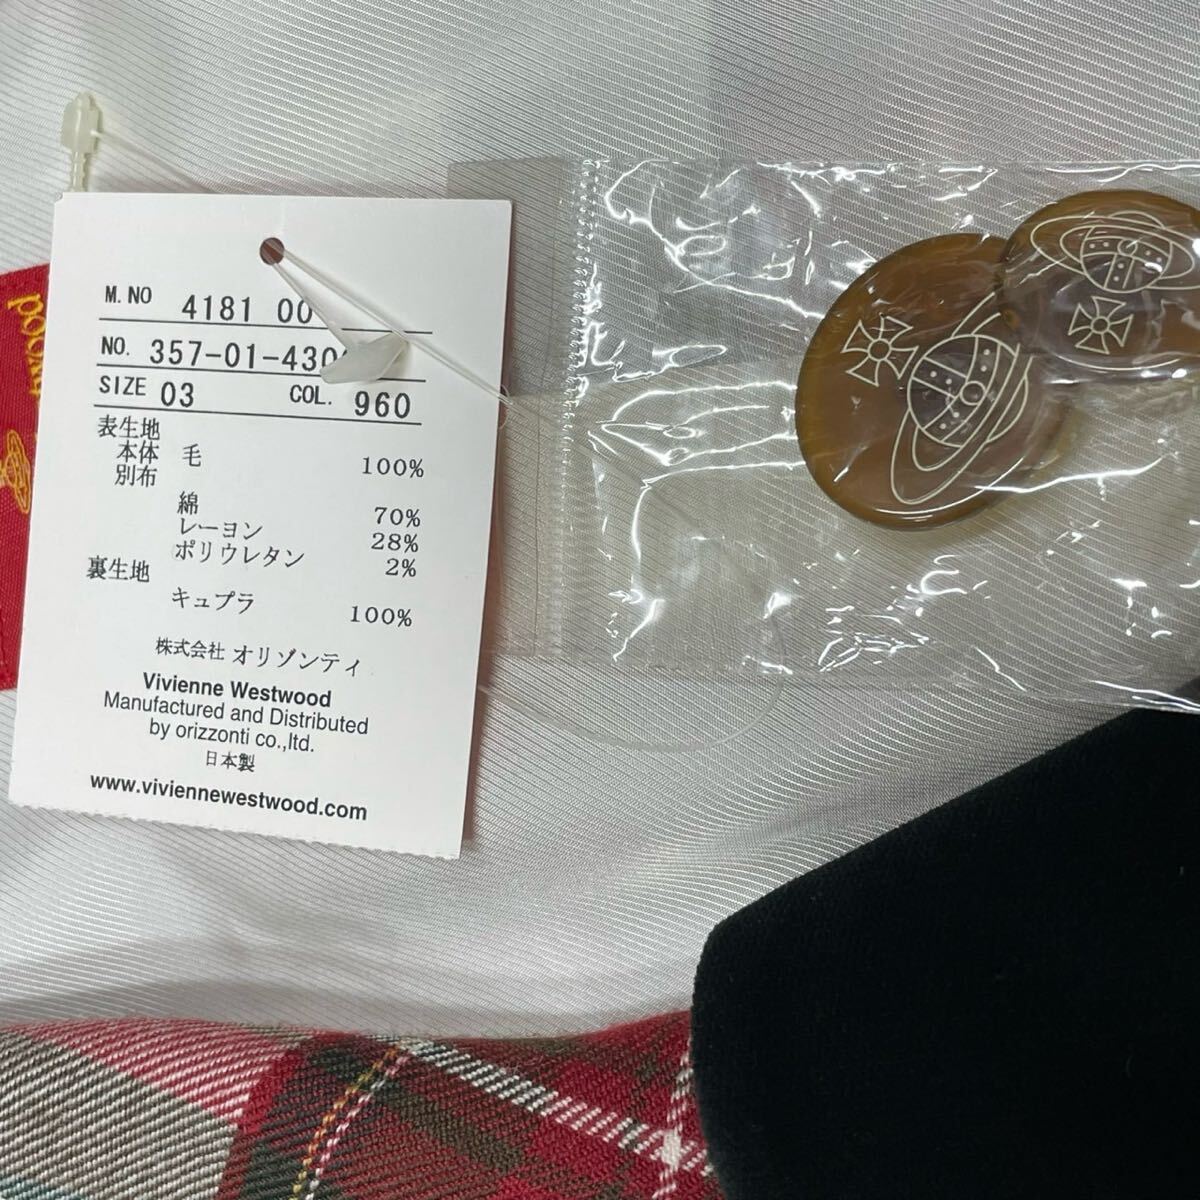 M. NO 4181 00
NO. 357-01-430
SIZE 03 COL. 960
表生地
本体 毛 100%
別布
綿 70%
レーヨン 28%
ポリウレタン 2%
裏生地
キュプラ 100%
株式会社 オリゾンティ
Vivienne Westwood
Manufactured and Distributed
by orizzonti co.,ltd.
日本製
www.viviennewestwood.com